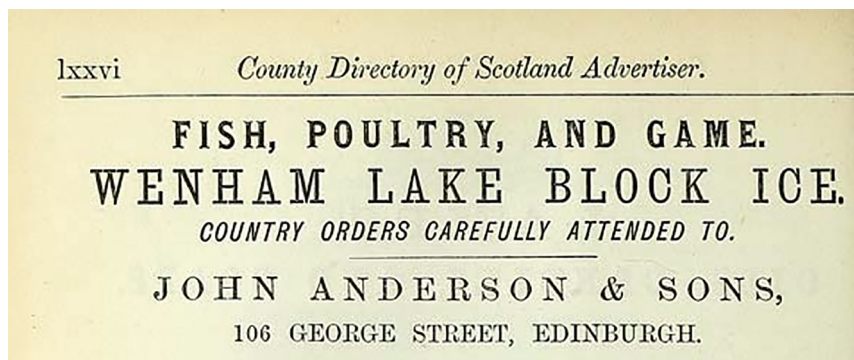 lxxvi County Directory of Scotland Advertiser.
FISH, POULTRY, AND GAME.
WENHAM LAKE BLOCK ICE.
COUNTRY ORDERS CAREFULLY ATTENDED TO.
JOHN ANDERSON & SONS,
106 GEORGE STREET, EDINBURGH.